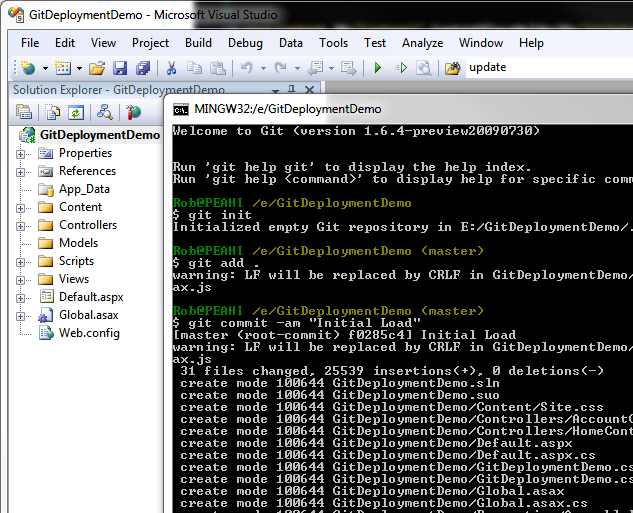 GitDeploymentDemo - Microsoft Visual Studio
File Edit View Project Build Debug Data Tools Test Analyze Window Help
update
Solution Explorer - GitDeploymentDemo
GitDeploymentDemo
Properties
References
App_Data
Content
Controllers
Models
Scripts
Views
Default.aspx
Global.asax
Web.config
MINGW32:/e/GitDeploymentDemo
Welcome to Git (version 1.6.4-preview20090730)
Run 'git help git' to display the help index.
Run 'git help <command>' to display help for specific comm
Rob@PEAHI /e/GitDeploymentDemo
$ git init
Initialized empty Git repository in E:/GitDeploymentDemo/.
Rob@PEAHI /e/GitDeploymentDemo (master)
$ git add .
warning: LF will be replaced by CRLF in GitDeploymentDemo/
ax.js
Rob@PEAHI /e/GitDeploymentDemo (master)
$ git commit -am "Initial Load"
[master (root-commit) f0285c4] Initial Load
warning: LF will be replaced by CRLF in GitDeploymentDemo/
ax.js
31 files changed, 25539 insertions(+), 0 deletions(-)
create mode 100644 GitDeploymentDemo.sln
create mode 100644 GitDeploymentDemo.suo
create mode 100644 GitDeploymentDemo/Content/Site.css
create mode 100644 GitDeploymentDemo/Controllers/AccountC
create mode 100644 GitDeploymentDemo/Controllers/HomeCont
create mode 100644 GitDeploymentDemo/Default.aspx
create mode 100644 GitDeploymentDemo/Default.aspx.cs
create mode 100644 GitDeploymentDemo/GitDeploymentDemo.cs
create mode 100644 GitDeploymentDemo/GitDeploymentDemo.cs
create mode 100644 GitDeploymentDemo/Global.asax
create mode 100644 GitDeploymentDemo/Global.asax.cs